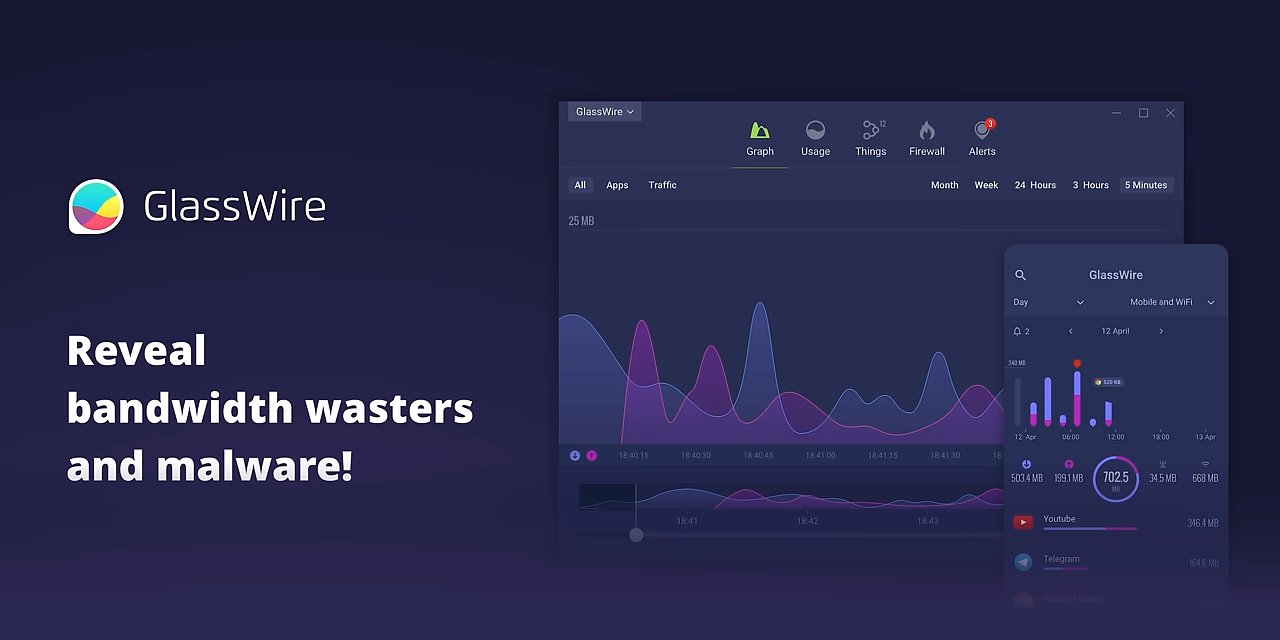 GlassWire
Reveal
bandwidth wasters
and malware!
GlassWire
Graph
Usage
12
Things
Firewall
3
Alerts
All Apps Traffic
Month Week 24 Hours 3 Hours 5 Minutes
25 MB
18:40:15 18:40:30 18:40:45 18:41:00 18:41:15 18:41:30 18
18:41 18:42 18:43
GlassWire
Day Mobile and WiFi
2 12 April
240 MB
520 KB
12 Apr 06:00 12:00 18:00 13 Apr
503.4 MB 199.1 MB 702.5 MB 34.5 MB 668 MB
Youtube 346.4 MB
Telegram 164.6 Mb
Google Chrome